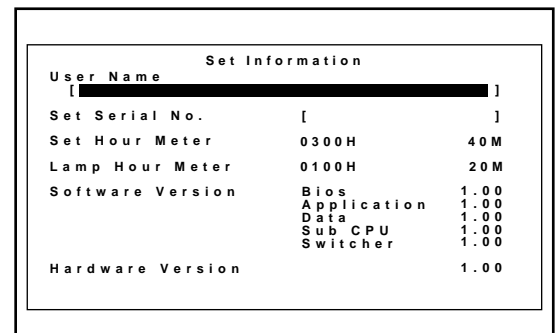 Set Information
User Name
[ ]
Set Serial No. [ ]
Set Hour Meter 0300H 40M
Lamp Hour Meter 0100H 20M
Software Version Bios 1.00
Application 1.00
Data 1.00
Sub CPU 1.00
Switcher 1.00
Hardware Version 1.00